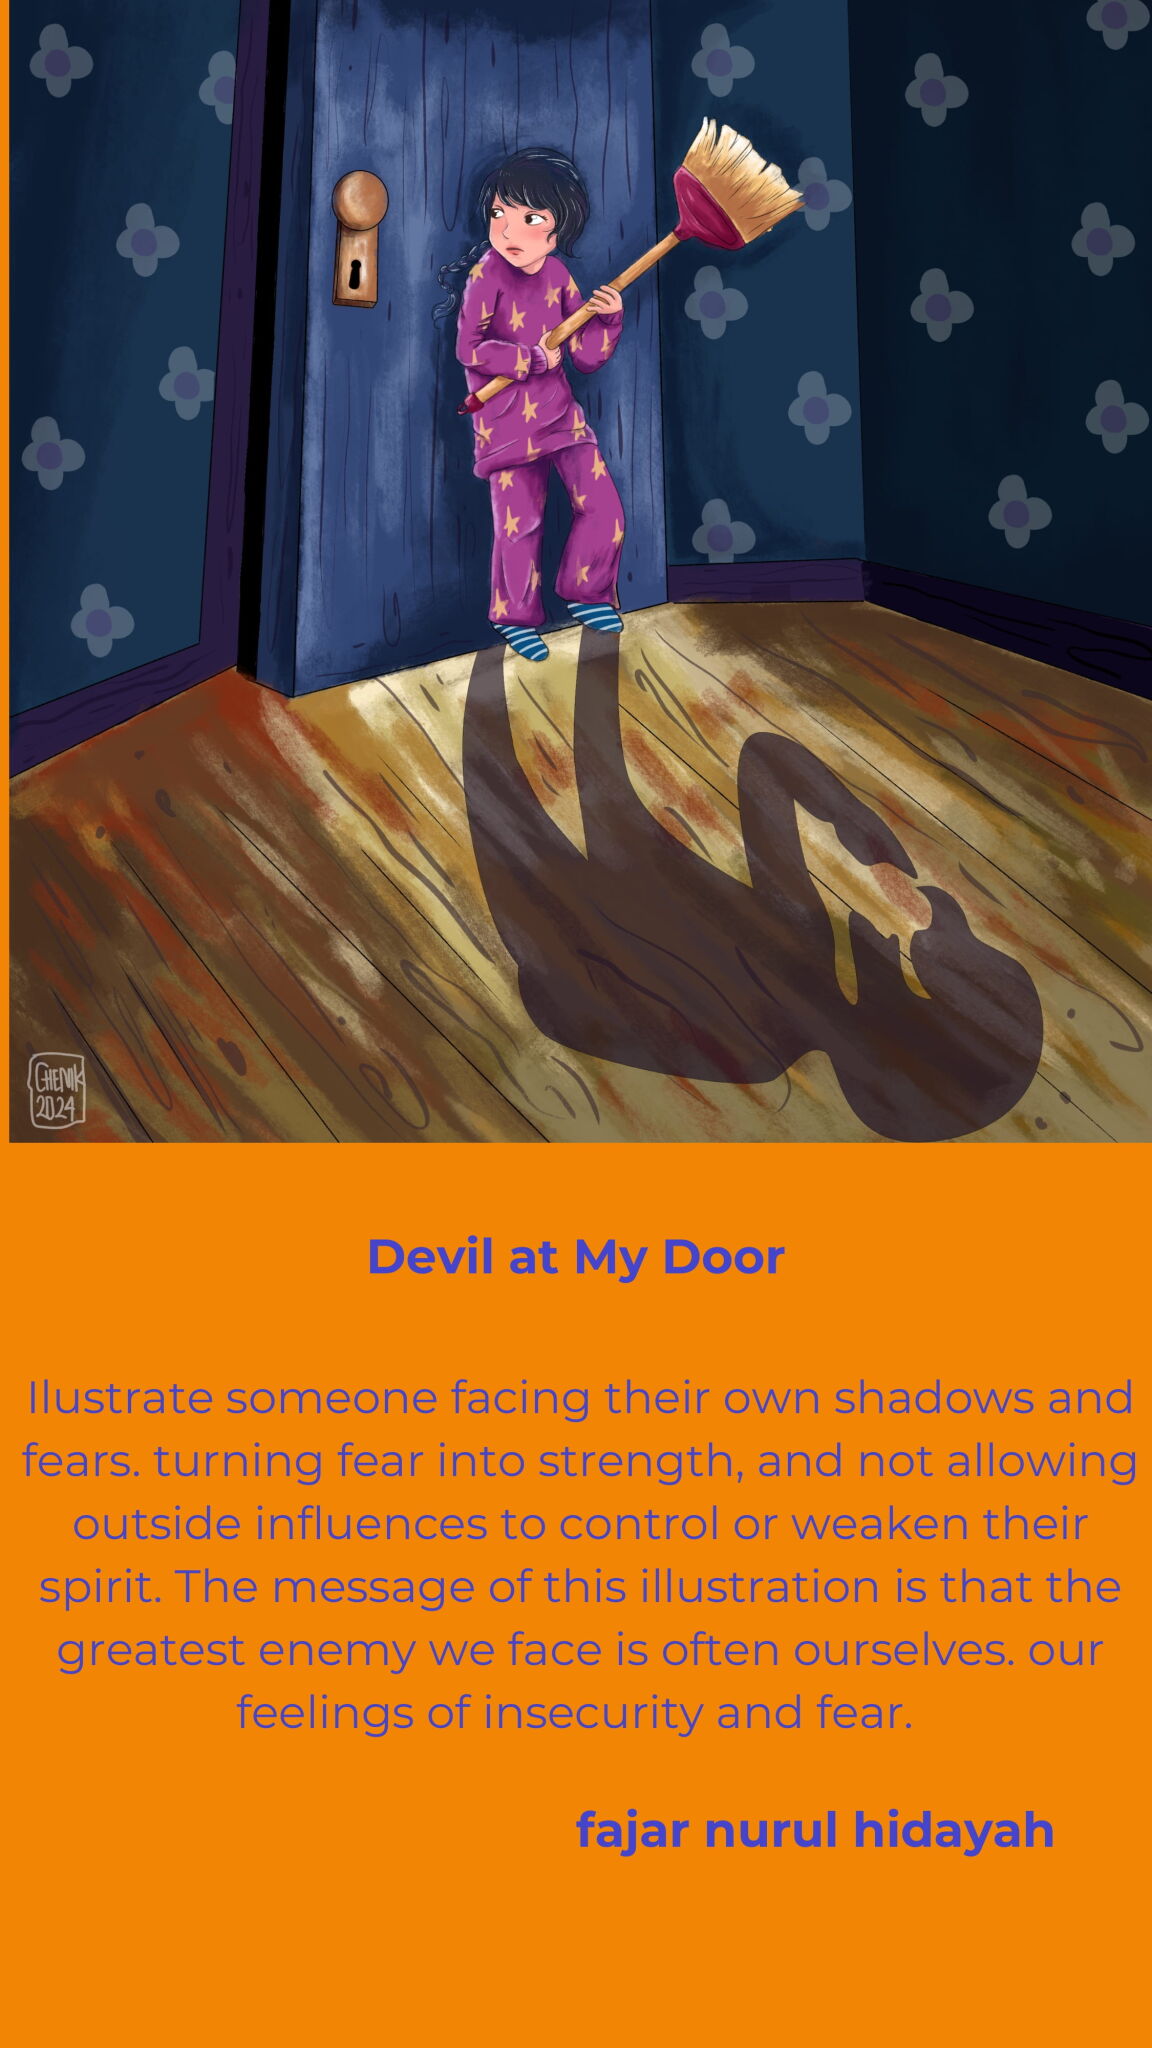 CHENIK
2024
Devil at My Door
Ilustrate someone facing their own shadows and
fears. turning fear into strength, and not allowing
outside influences to control or weaken their
spirit. The message of this illustration is that the
greatest enemy we face is often ourselves. our
feelings of insecurity and fear.
fajar nurul hidayah